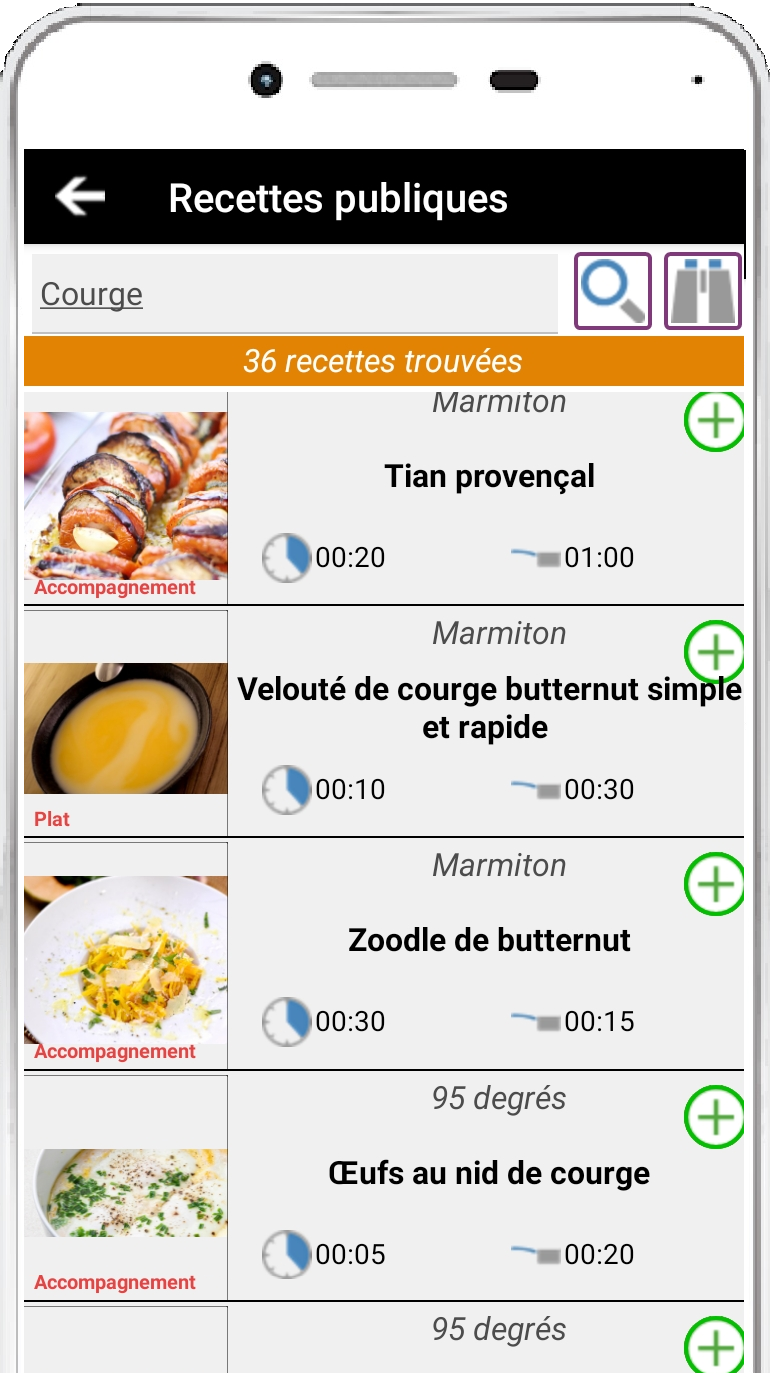 Recettes publiques
Courge
36 recettes trouvées
Marmiton
Tian provençal
00:20
01:00
Accompagnement
Marmiton
Velouté de courge butternut simple
et rapide
00:10
00:30
Plat
Marmiton
Zoodle de butternut
00:30
00:15
Accompagnement
95 degrés
Œufs au nid de courge
00:05
00:20
Accompagnement
95 degrés